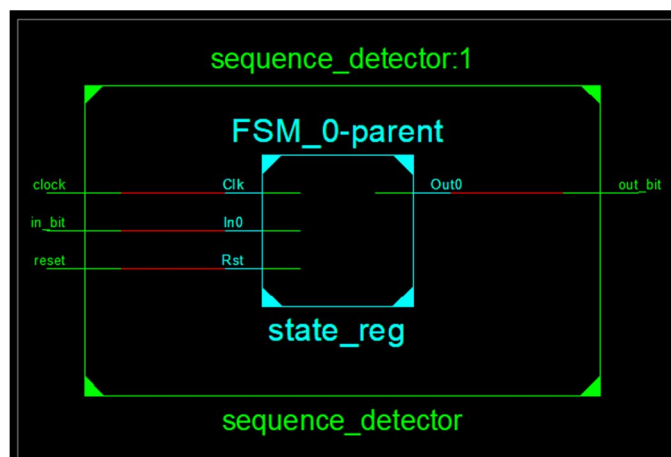 sequence_detector:1
FSM_0-parent
clock Clk Out0 out_bit
in_bit In0
reset Rst
state_reg
sequence_detector